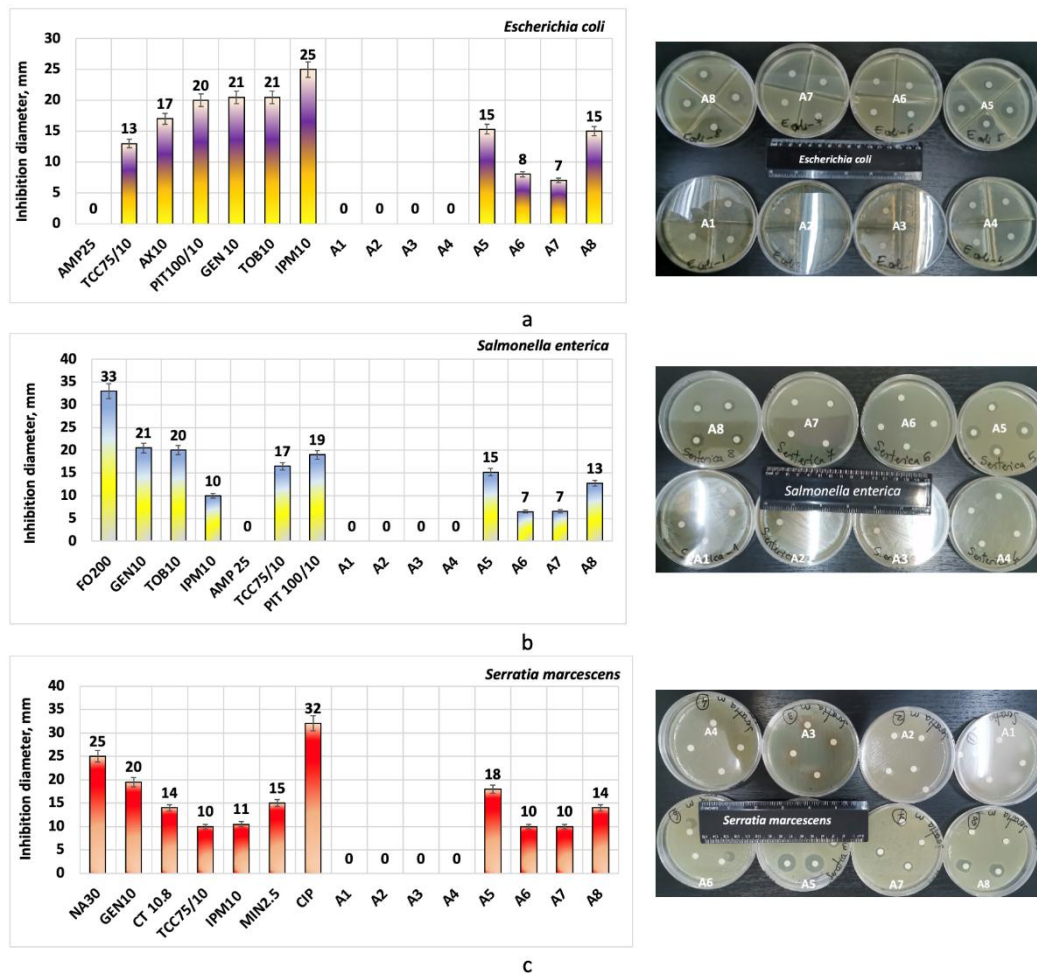 Escherichia coli
Inhibition diameter, mm
30
25
20
15
10
5
0
0 13 17 20 21 21 25 0 0 0 0 15 8 7 15
AMP25 TCC75/10 AX10 PIT100/10 GEN 10 TOB10 IPM10 A1 A2 A3 A4 A5 A6 A7 A8
A8 A7 A6 A5
Escherichia coli
A1 A2 A3 A4
a
Salmonella enterica
Inhibition diameter, mm
40
35
30
25
20
15
10
5
0
33 21 20 10 0 17 19 0 0 0 0 15 7 7 13
FO200 GEN10 TOB10 IPM10 AMP 25 TCC75/10 PIT 100/10 A1 A2 A3 A4 A5 A6 A7 A8
A8 A7 A6 A5
Salmonella enterica
A1 A2 A3 A4
b
Serratia marcescens
Inhibition diameter, mm
40
35
30
25
20
15
10
5
0
25 20 14 10 11 15 32 0 0 0 0 18 10 10 14
NA30 GEN10 CT 10.8 TCC75/10 IPM10 MIN2.5 CIP A1 A2 A3 A4 A5 A6 A7 A8
A4 A3 A2 A1
Serratia marcescens
A6 A5 A7 A8
c